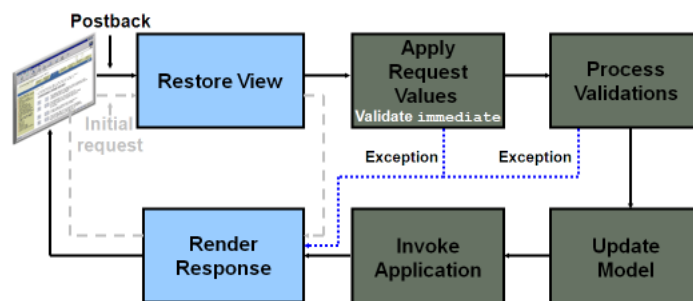 Postback
Restore View
Apply
Request
Values
Validate immediate
Process
Validations
Initial
request
Exception
Exception
Render
Response
Invoke
Application
Update
Model